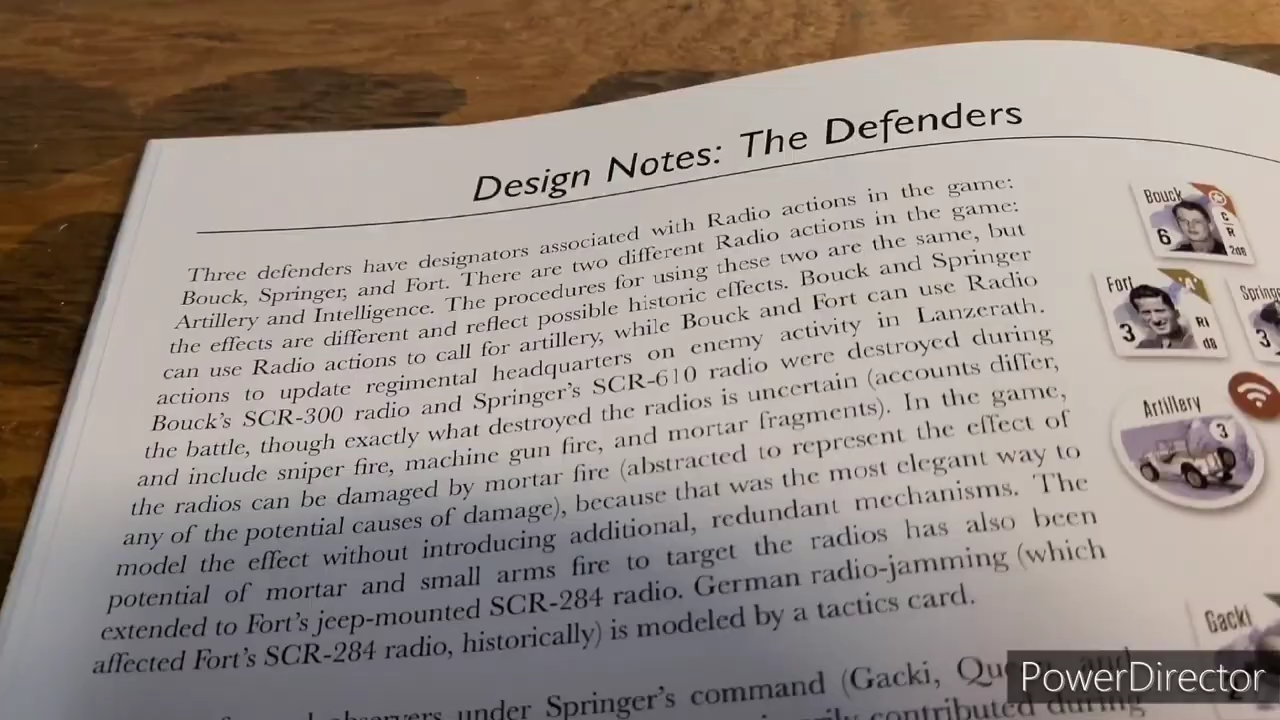 Design Notes: The Defenders
Three defenders have designators associated with Radio actions in the game:
Bouck, Springer, and Fort. There are two different Radio actions in the game:
Artillery and Intelligence. The procedures for using these two are the same, but
the effects are different and reflect possible historic effects. Bouck and Springer
can use Radio actions to call for artillery, while Bouck and Fort can use Radio
actions to update regimental headquarters on enemy activity in Lanzerath.
Bouck's SCR-300 radio and Springer's SCR-610 radio were destroyed during
the battle, though exactly what destroyed the radios is uncertain (accounts differ,
and include sniper fire, machine gun fire, and mortar fragments). In the game,
the radios can be damaged by mortar fire (abstracted to represent the effect of
any of the potential causes of damage), because that was the most elegant way to
model the effect without introducing additional, redundant mechanisms. The
potential of mortar and small arms fire to target the radios has also been
extended to Fort's jeep-mounted SCR-284 radio. German radio-jamming (which
affected Fort's SCR-284 radio, historically) is modeled by a tactics card.
under Springer's command (Gacki,
contributed during
Bouck
6
C
R
2d6
Fort
3
RI
d8
3
Artillery
3
Gacki
PowerDirector